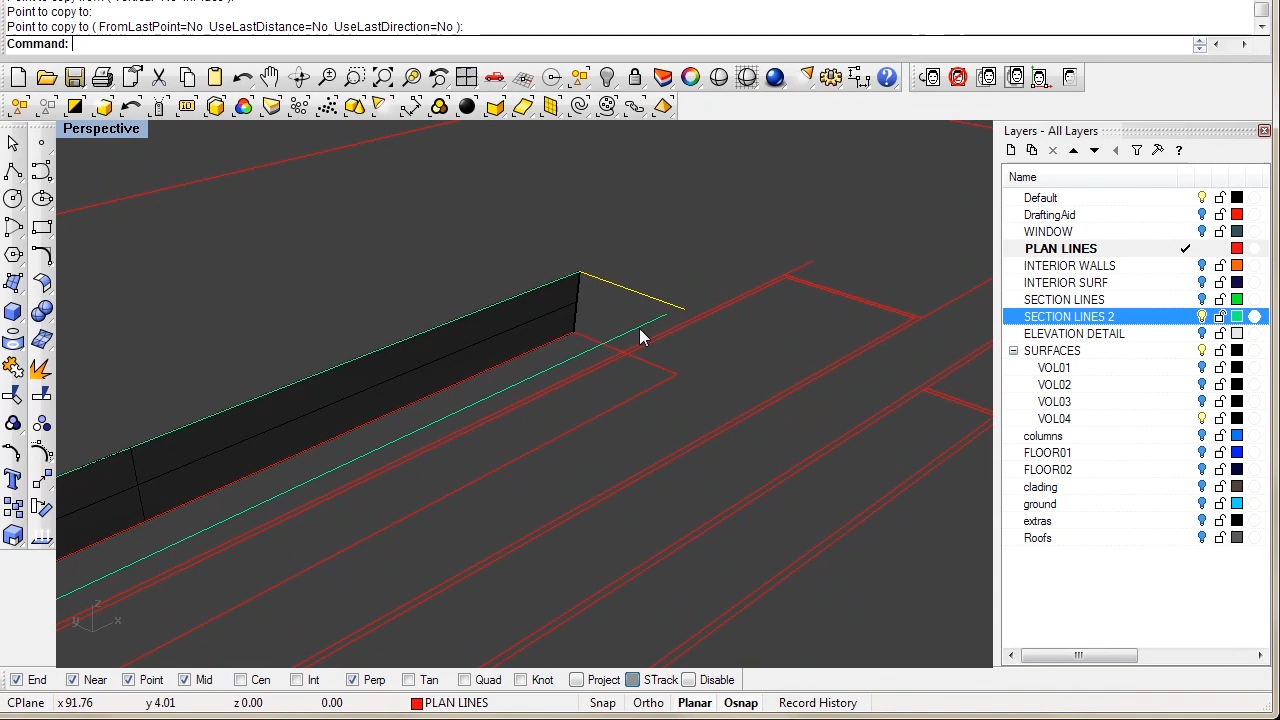 Point to copy to:
Point to copy to ( FromLastPoint=No UseLastDistance=No UseLastDirection=No ):
Command:
Perspective
z
y
x
Layers - All Layers
Name
Default
DraftingAid
WINDOW
PLAN LINES
INTERIOR WALLS
INTERIOR SURF
SECTION LINES
SECTION LINES 2
ELEVATION DETAIL
SURFACES
VOL01
VOL02
VOL03
VOL04
columns
FLOOR01
FLOOR02
clading
ground
extras
Roofs
End Near Point Mid Cen Int Perp Tan Quad Knot Project STrack Disable
CPlane x 91.76 y 4.01 z 0.00 0.00 PLAN LINES Snap Ortho Planar Osnap Record History